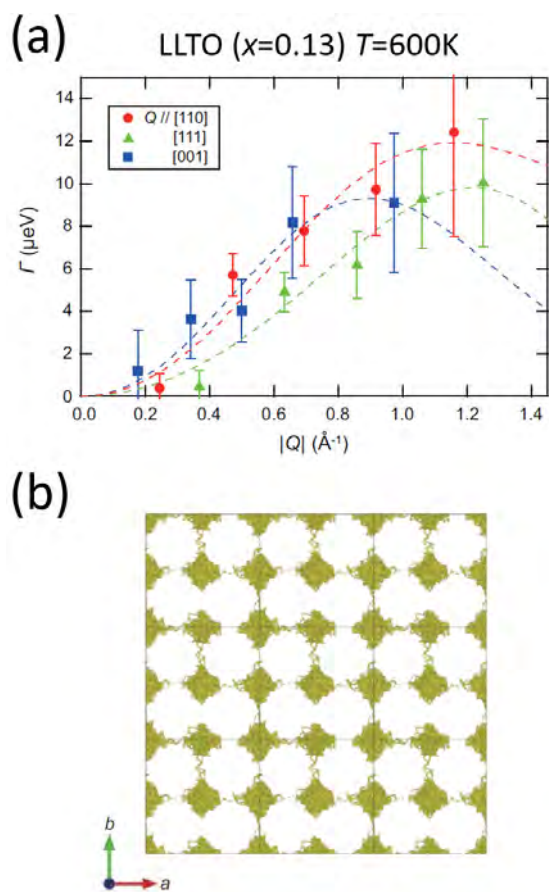 (a)
LLTO (x=0.13) T=600K
14
12
10
8
6
4
2
0
Γ (μeV)
Q // [110]
[111]
[001]
0.0 0.2 0.4 0.6 0.8 1.0 1.2 1.4
|Q| (Å⁻¹)
(b)
b
a